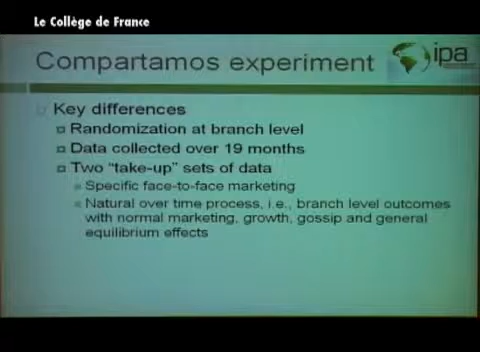 Le Collège de France
Compartamos experiment
ipa
Key differences
Randomization at branch level
Data collected over 19 months
Two "take-up" sets of data
Specific face-to-face marketing
Natural over time process, i.e., branch level outcomes
with normal marketing, growth, gossip and general
equilibrium effects